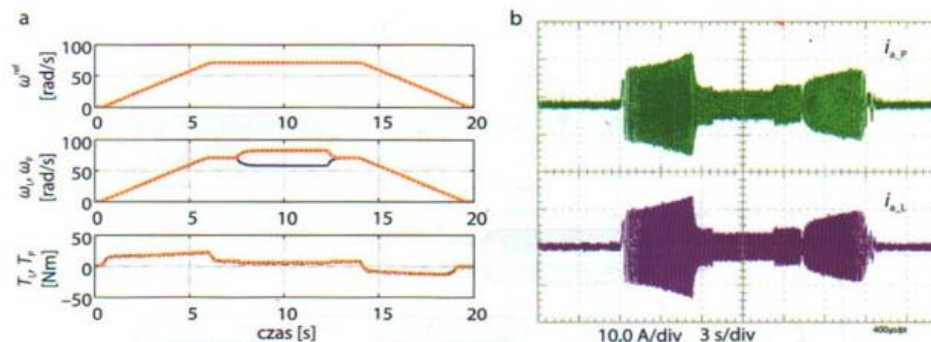 a
100
50
0
ω^ref
[rad/s]
0 5 10 15 20
100
50
0
ω_L, ω_P
[rad/s]
0 5 10 15 20
50
0
−50
T_L, T_P
[Nm]
0 5 10 15 20
czas [s]
b
i_a_P
i_a_L
10,0 A/div 3 s/div
400μs/pt